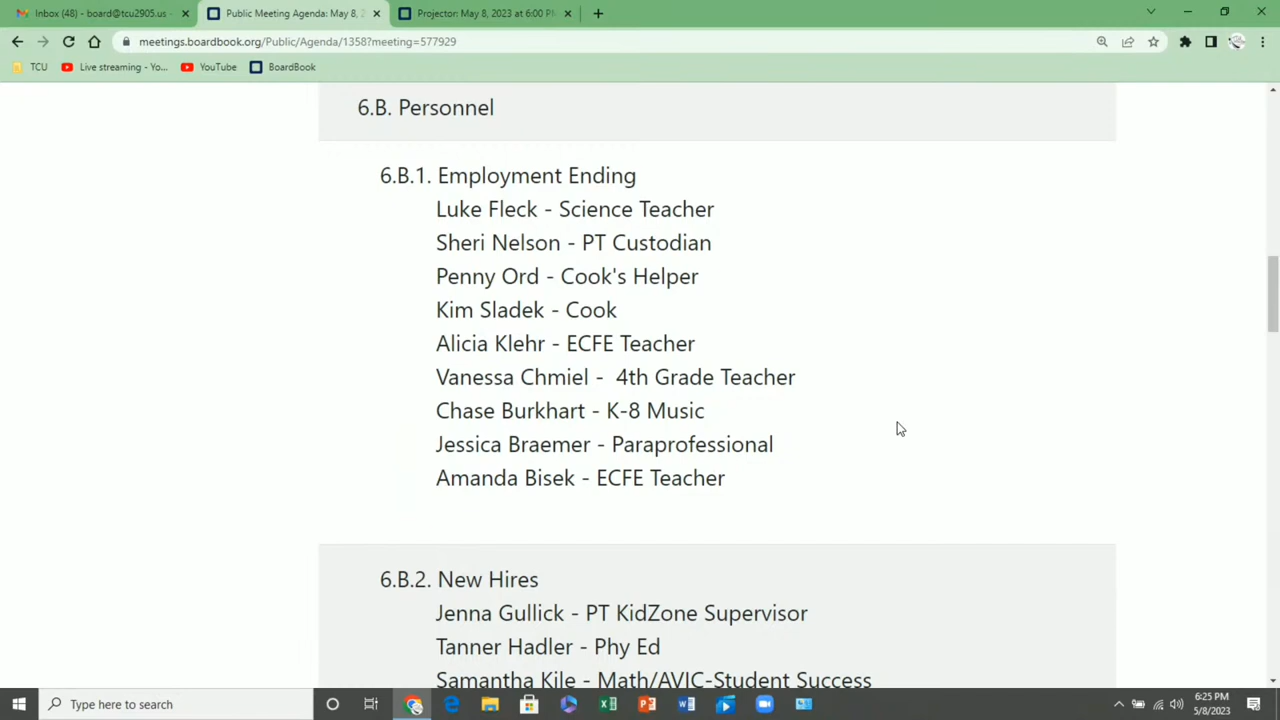 Inbox (48) - board@tcu2905.us -
Public Meeting Agenda: May 8, 2
Projector: May 8, 2023 at 6:00 PM
meetings.boardbook.org/Public/Agenda/1358?meeting=577929
TCU
Live streaming - Yo...
YouTube
BoardBook
6.B. Personnel
6.B.1. Employment Ending
Luke Fleck - Science Teacher
Sheri Nelson - PT Custodian
Penny Ord - Cook's Helper
Kim Sladek - Cook
Alicia Klehr - ECFE Teacher
Vanessa Chmiel - 4th Grade Teacher
Chase Burkhart - K-8 Music
Jessica Braemer - Paraprofessional
Amanda Bisek - ECFE Teacher
6.B.2. New Hires
Jenna Gullick - PT KidZone Supervisor
Tanner Hadler - Phy Ed
Samantha Kile - Math/AVIC-Student Success
Type here to search
6:25 PM
5/8/2023